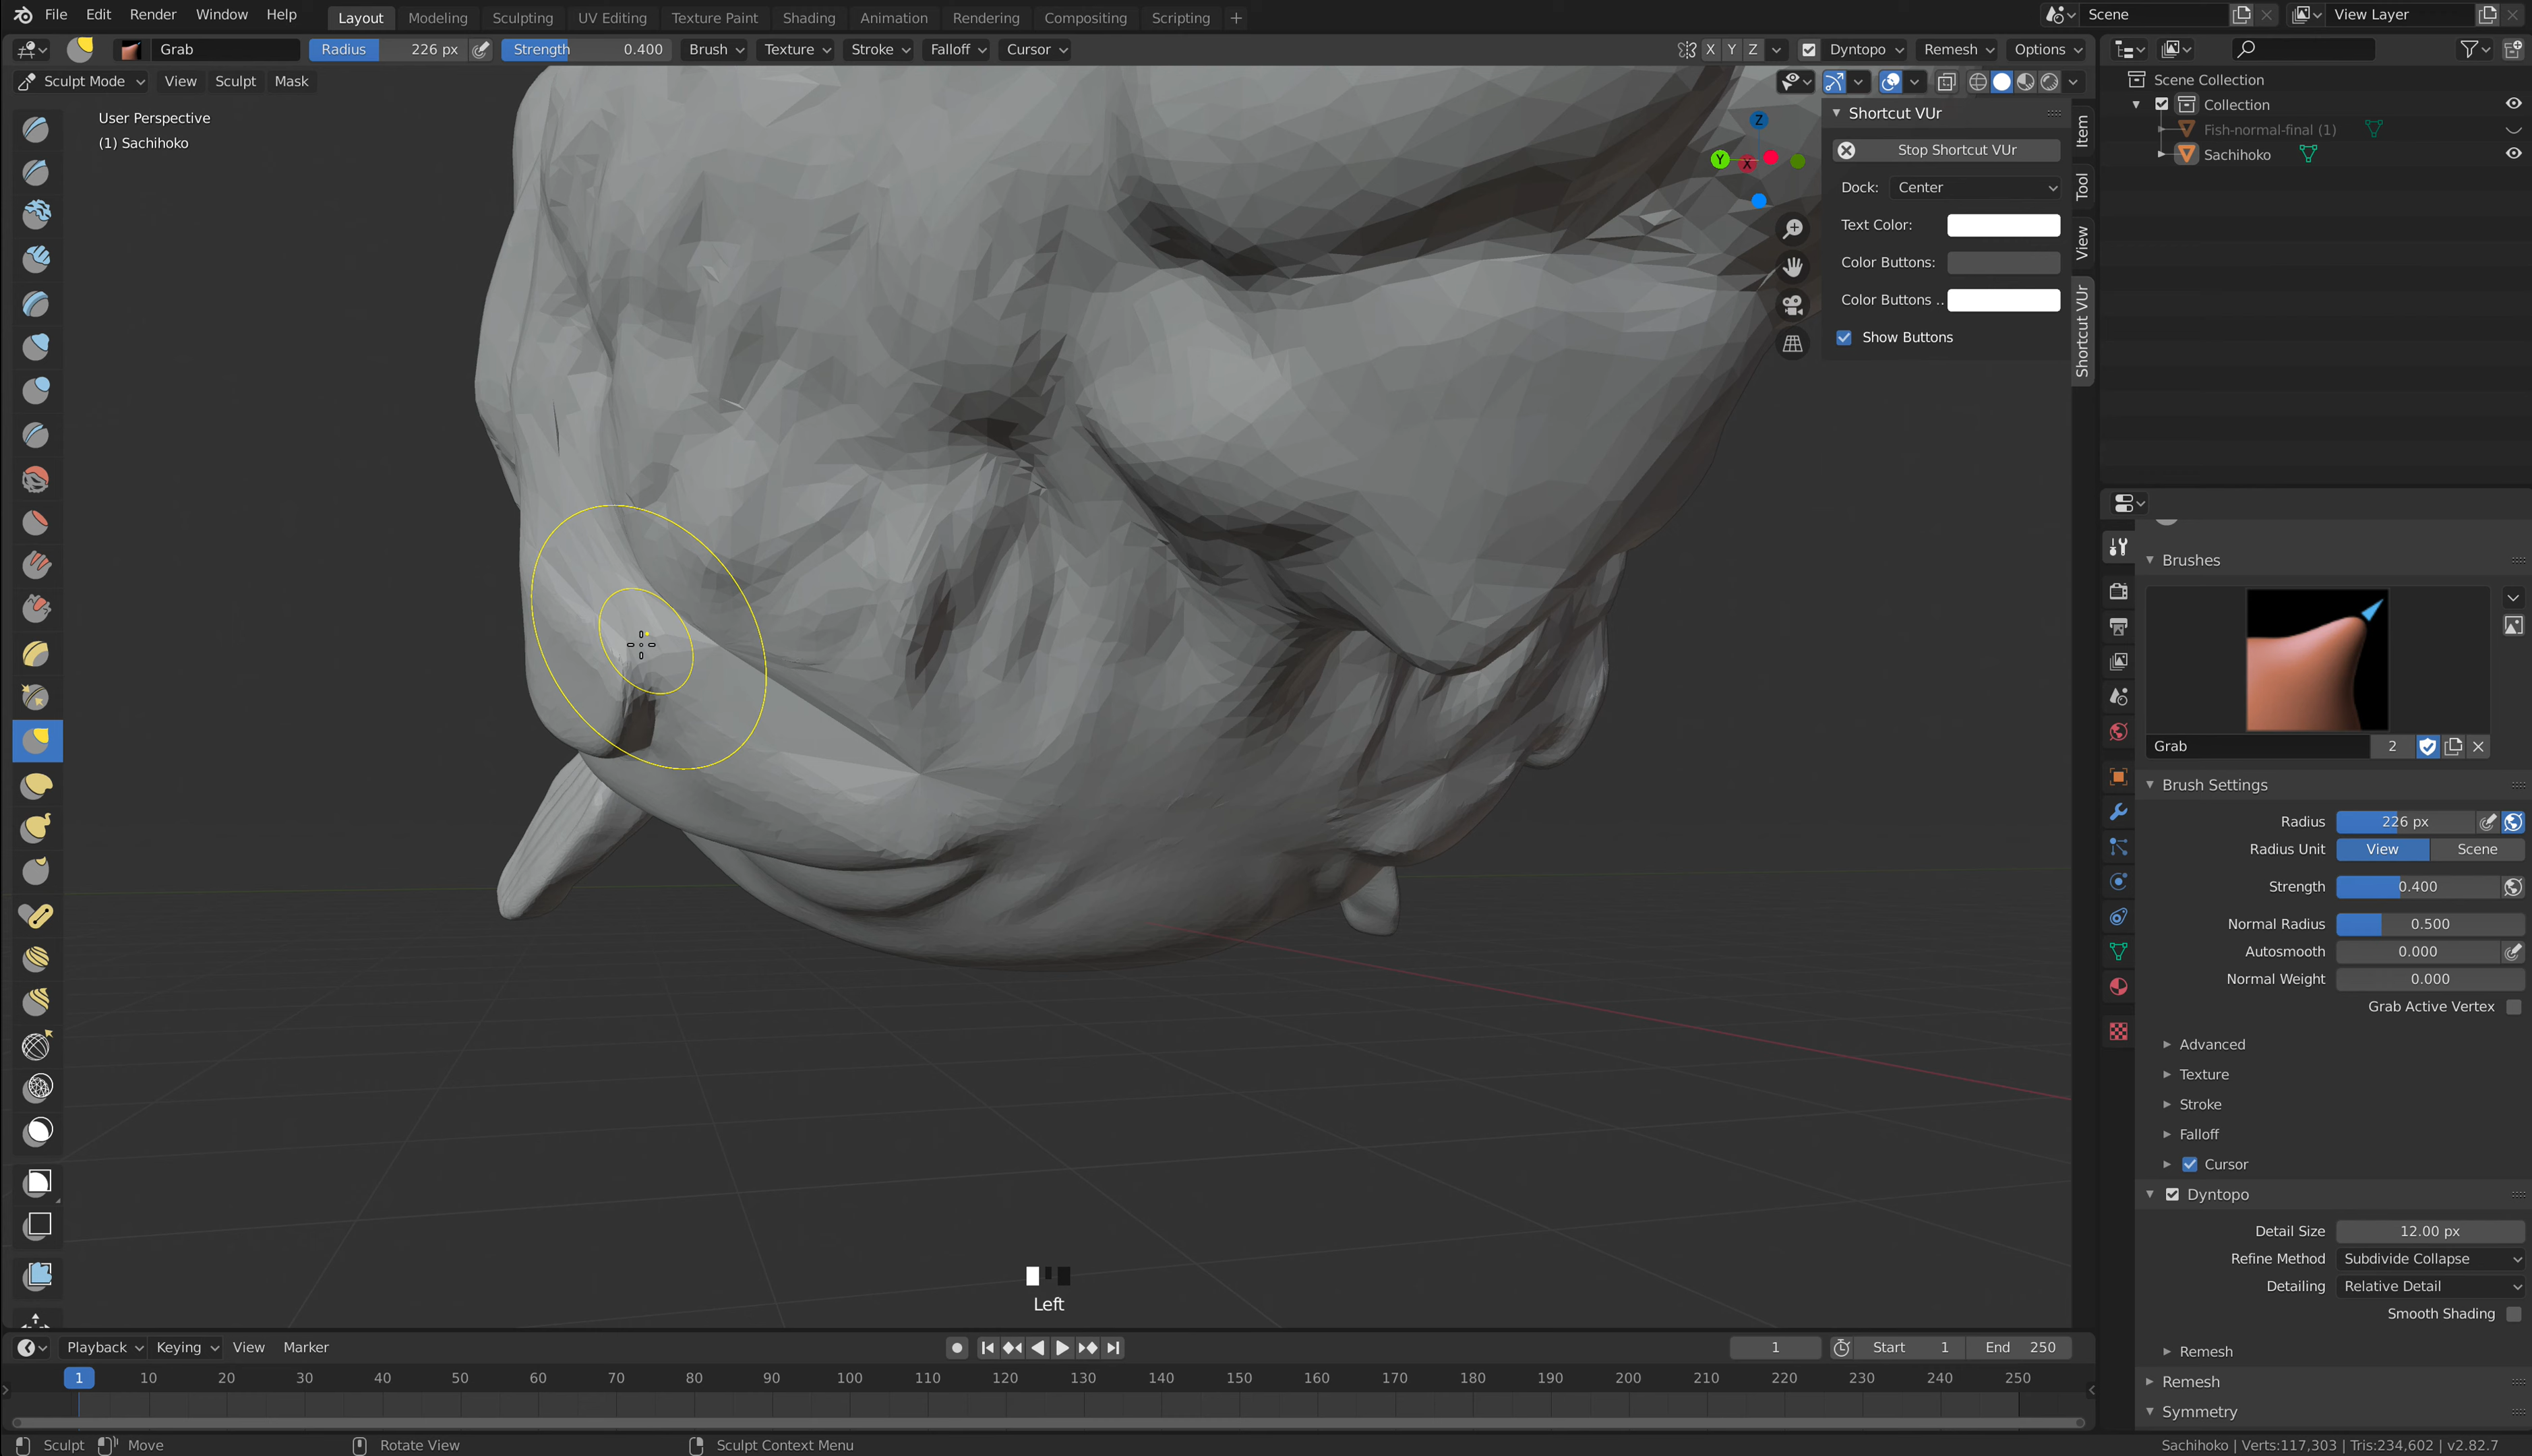 File Edit Render Window Help Layout Modeling Sculpting UV Editing Texture Paint Shading Animation Rendering Compositing Scripting + Scene View Layer
Grab Radius 226 px Strength 0.400 Brush Texture Stroke Falloff Cursor X Y Z Dyntopo Remesh Options
Sculpt Mode View Sculpt Mask
User Perspective
(1) Sachihoko
Z
Y
X
Shortcut VUr
Stop Shortcut VUr
Dock: Center
Text Color:
Color Buttons:
Color Buttons ..
Show Buttons
Item
Tool
View
Shortcut VUr
Scene Collection
Collection
Fish-normal-final (1)
Sachihoko
Brushes
Grab 2
Brush Settings
Radius 226 px
Radius Unit View Scene
Strength 0.400
Normal Radius 0.500
Autosmooth 0.000
Normal Weight 0.000
Grab Active Vertex
Advanced
Texture
Stroke
Falloff
Cursor
Dyntopo
Detail Size 12.00 px
Refine Method Subdivide Collapse
Detailing Relative Detail
Smooth Shading
Remesh
Remesh
Symmetry
Left
Playback Keying View Marker 1 Start 1 End 250
1 10 20 30 40 50 60 70 80 90 100 110 120 130 140 150 160 170 180 190 200 210 220 230 240 250
Sculpt Move Rotate View Sculpt Context Menu Sachihoko | Verts:117,303 | Tris:234,602 | v2.82.7